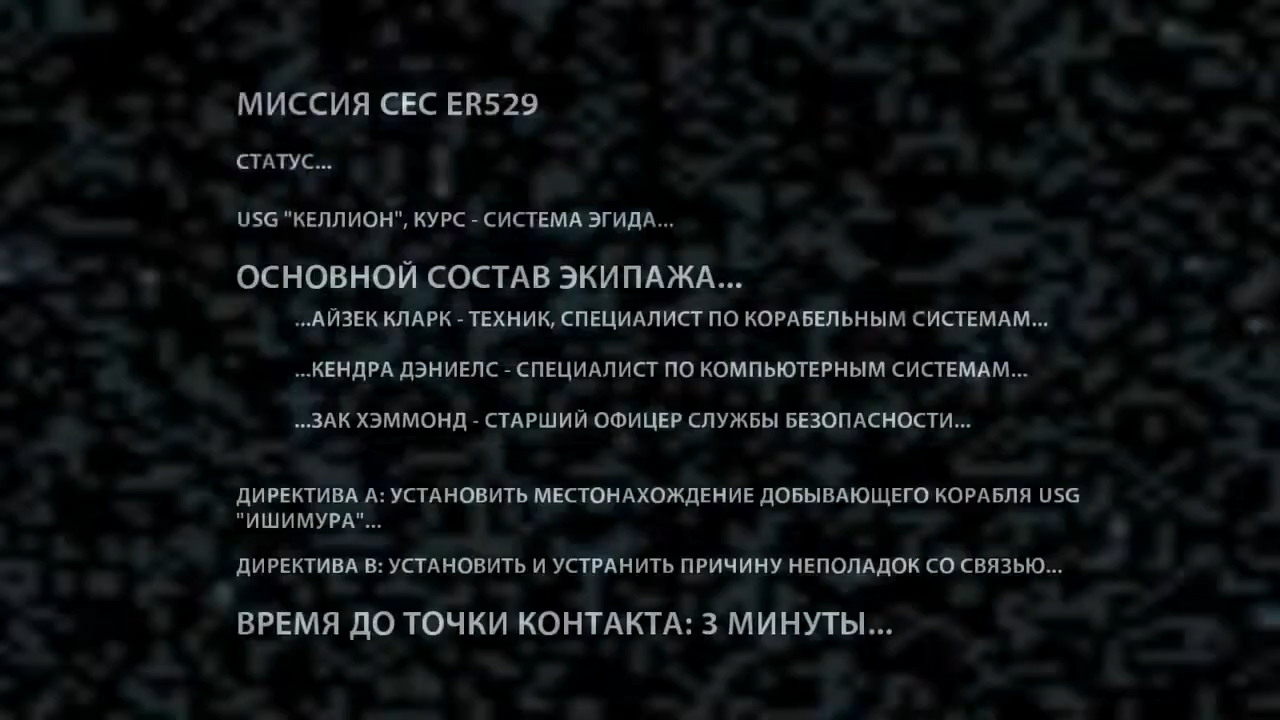 МИССИЯ CEC ER529
СТАТУС...
USG "КЕЛЛИОН", КУРС - СИСТЕМА ЭГИДА...
ОСНОВНОЙ СОСТАВ ЭКИПАЖА...
...АЙЗЕК КЛАРК - ТЕХНИК, СПЕЦИАЛИСТ ПО КОРАБЕЛЬНЫМ СИСТЕМАМ...
...КЕНДРА ДЭНИЕЛС - СПЕЦИАЛИСТ ПО КОМПЬЮТЕРНЫМ СИСТЕМАМ...
...ЗАК ХЭММОНД - СТАРШИЙ ОФИЦЕР СЛУЖБЫ БЕЗОПАСНОСТИ...
ДИРЕКТИВА А: УСТАНОВИТЬ МЕСТОНАХОЖДЕНИЕ ДОБЫВАЮЩЕГО КОРАБЛЯ USG
"ИШИМУРА"...
ДИРЕКТИВА В: УСТАНОВИТЬ И УСТРАНИТЬ ПРИЧИНУ НЕПОЛАДОК СО СВЯЗЬЮ...
ВРЕМЯ ДО ТОЧКИ КОНТАКТА: 3 МИНУТЫ...